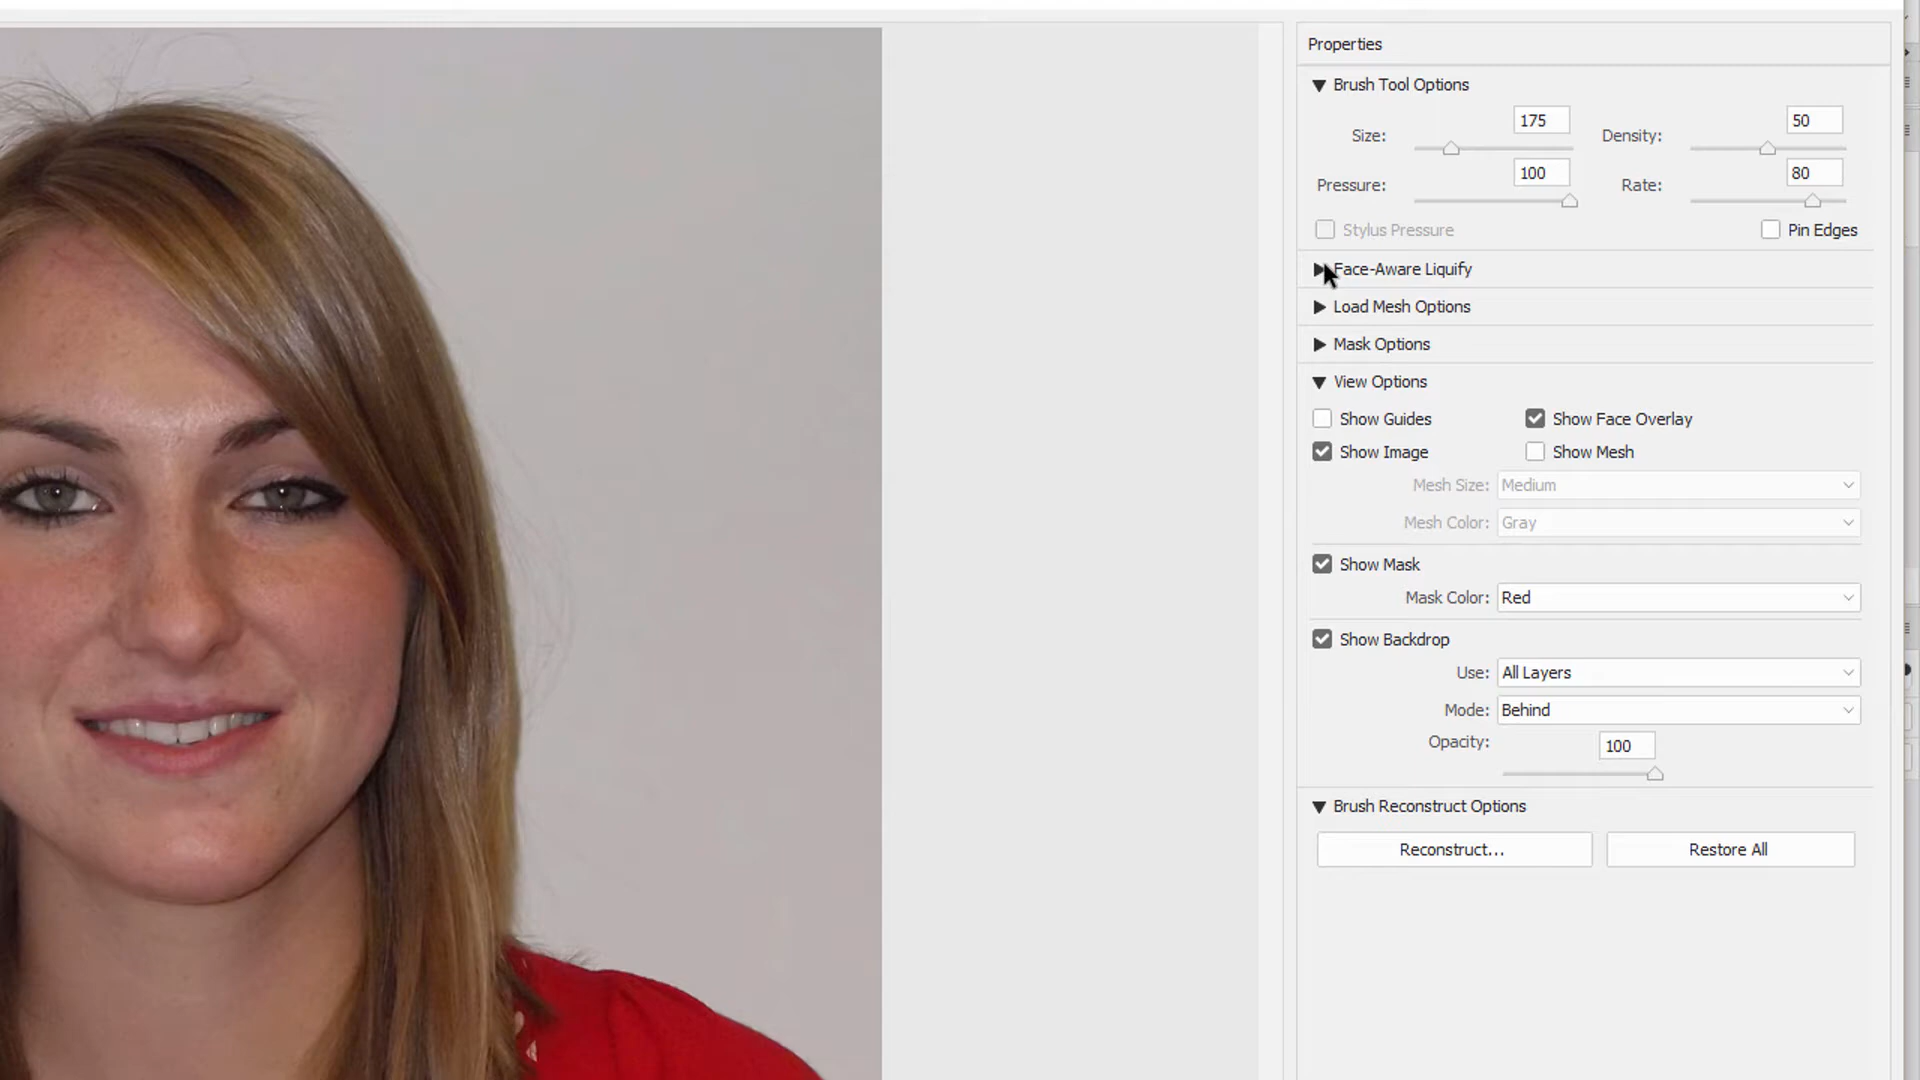 Properties
Brush Tool Options
Size: 175 Density: 50
Pressure: 100 Rate: 80
Stylus Pressure Pin Edges
Face-Aware Liquify
Load Mesh Options
Mask Options
View Options
Show Guides Show Face Overlay
Show Image Show Mesh
Mesh Size: Medium
Mesh Color: Gray
Show Mask
Mask Color: Red
Show Backdrop
Use: All Layers
Mode: Behind
Opacity: 100
Brush Reconstruct Options
Reconstruct... Restore All